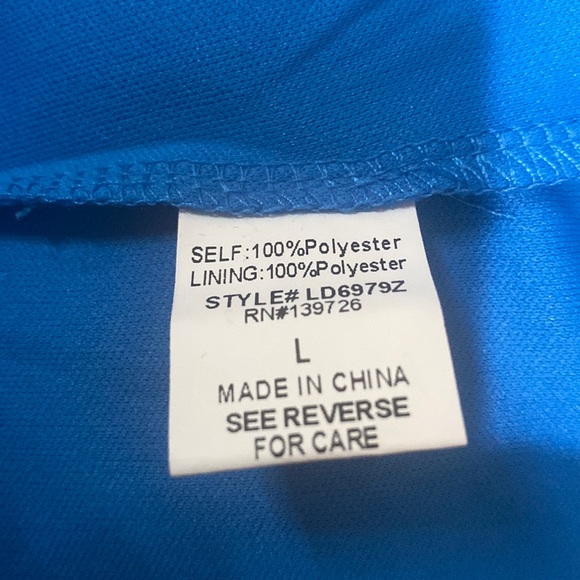 SELF:100%Polyester
LINING:100%Polyester
STYLE# LD6979Z
RN#139726
L
MADE IN CHINA
SEE REVERSE
FOR CARE